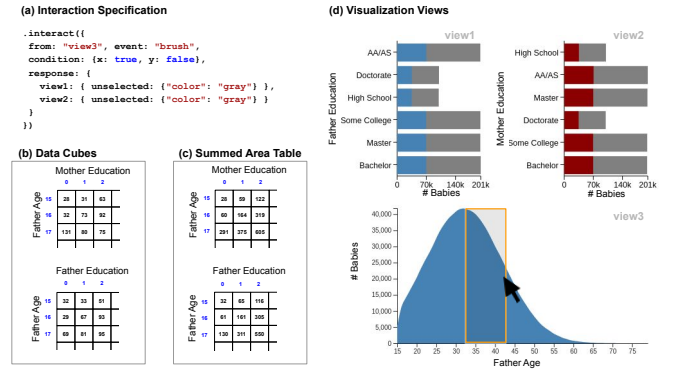 (a) Interaction Specification
.interact({
from: "view3", event: "brush",
condition: {x: true, y: false},
response: {
view1: { unselected: {"color": "gray"} },
view2: { unselected: {"color": "gray"} }
}
})
(b) Data Cubes
Mother Education
0 1 2
Father Age
15 28 31 63
16 32 73 92
17 131 80 75
Father Education
0 1 2
Father Age
15 32 33 51
16 29 67 93
17 69 81 95
(c) Summed Area Table
Mother Education
0 1 2
Father Age
15 28 59 122
16 60 164 319
17 291 375 605
Father Education
0 1 2
Father Age
15 32 65 116
16 61 161 305
17 130 311 550
(d) Visualization Views
view1
Father Education
AA/AS
Doctorate
High School
Some College
Master
Bachelor
0 70k 140k 201k
# Babies
view2
Mother Education
High School
AA/AS
Master
Doctorate
Some College
Bachelor
0 70k 140k 201k
# Babies
view3
# Babies
40,000
35,000
30,000
25,000
20,000
15,000
10,000
5,000
0
15 20 25 30 35 40 45 50 55 60 65 70 75
Father Age